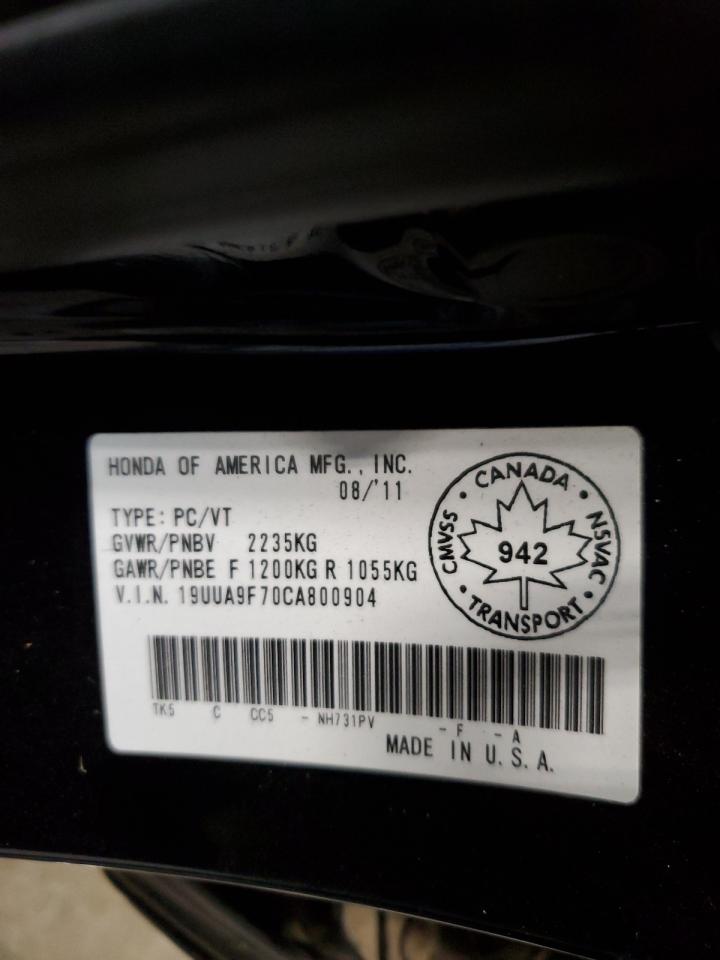 HONDA OF AMERICA MFG., INC.
08/'11
TYPE: PC/VT
GVWR/PNBV 2235KG
GAWR/PNBE F 1200KG R 1055KG
V.I.N. 19UUA9F70CA800904
CANADA
CMVSS · NSVAC
942
TRANSPORT
TK5 C CC5 - NH731PV - F - A
MADE IN U.S.A.